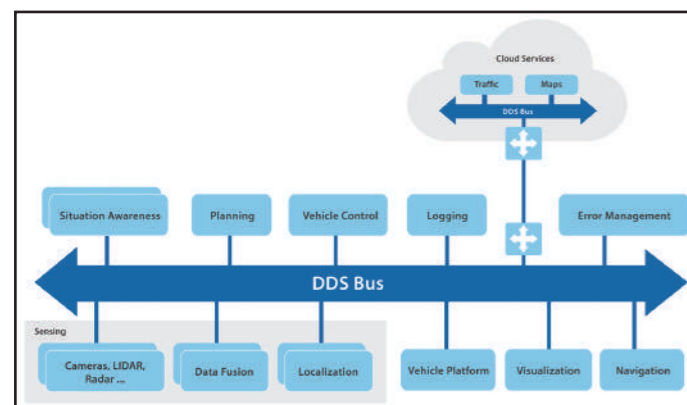 Cloud Services
Traffic
Maps
DDS Bus
Situation Awareness
Planning
Vehicle Control
Logging
Error Management
DDS Bus
Sensing
Cameras, LIDAR,
Radar ...
Data Fusion
Localization
Vehicle Platform
Visualization
Navigation